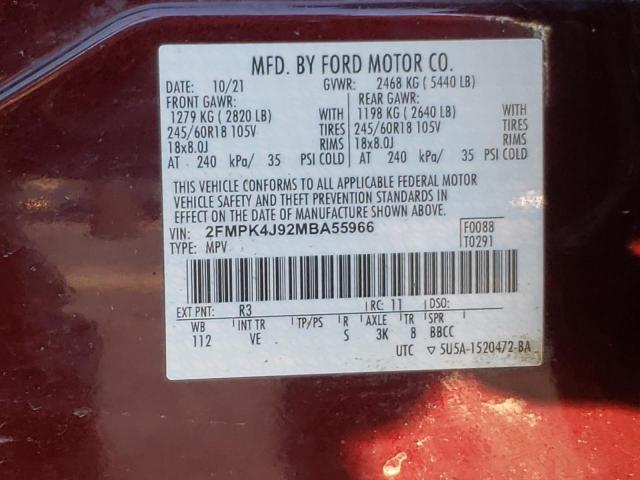 MFD. BY FORD MOTOR CO.
DATE: 10/21 GVWR: 2468 KG ( 5440 LB)
FRONT GAWR: REAR GAWR:
1279 KG ( 2820 LB) 1198 KG ( 2640 LB)
245/60R18 105V TIRES 245/60R18 105V TIRES
18x8.0J RIMS 18x8.0J RIMS
AT 240 kPa/ 35 PSI COLD AT 240 kPa/ 35 PSI COLD
THIS VEHICLE CONFORMS TO ALL APPLICABLE FEDERAL MOTOR
VEHICLE SAFETY AND THEFT PREVENTION STANDARDS IN
EFFECT ON THE DATE OF MANUFACTURE SHOWN ABOVE.
VIN: 2FMPK4J92MBA55966 F0088
TYPE: MPV T0291
EXT PNT: R3 RC: 11 DSO:
WB INT TR TP/PS R AXLE TR SPR
112 VE S 3K 8 BBCC
UTC ▽ 5U5A-1520472-BA